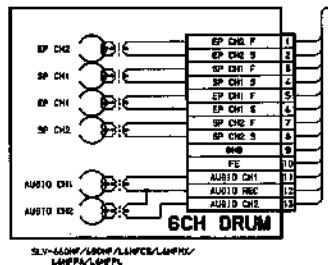 EP CH2
SP CH1
EP CH1
SP CH2
AUDIO CH1
AUDIO CH2
EP CH2 F 1
EP CH2 S 2
SP CH1 F 3
SP CH1 S 4
EP CH1 F 5
EP CH1 S 6
SP CH2 F 7
SP CH2 S 8
GND 9
FE 10
AUDIO CH1 11
AUDIO REC 12
AUDIO CH2 13
6CH DRUM